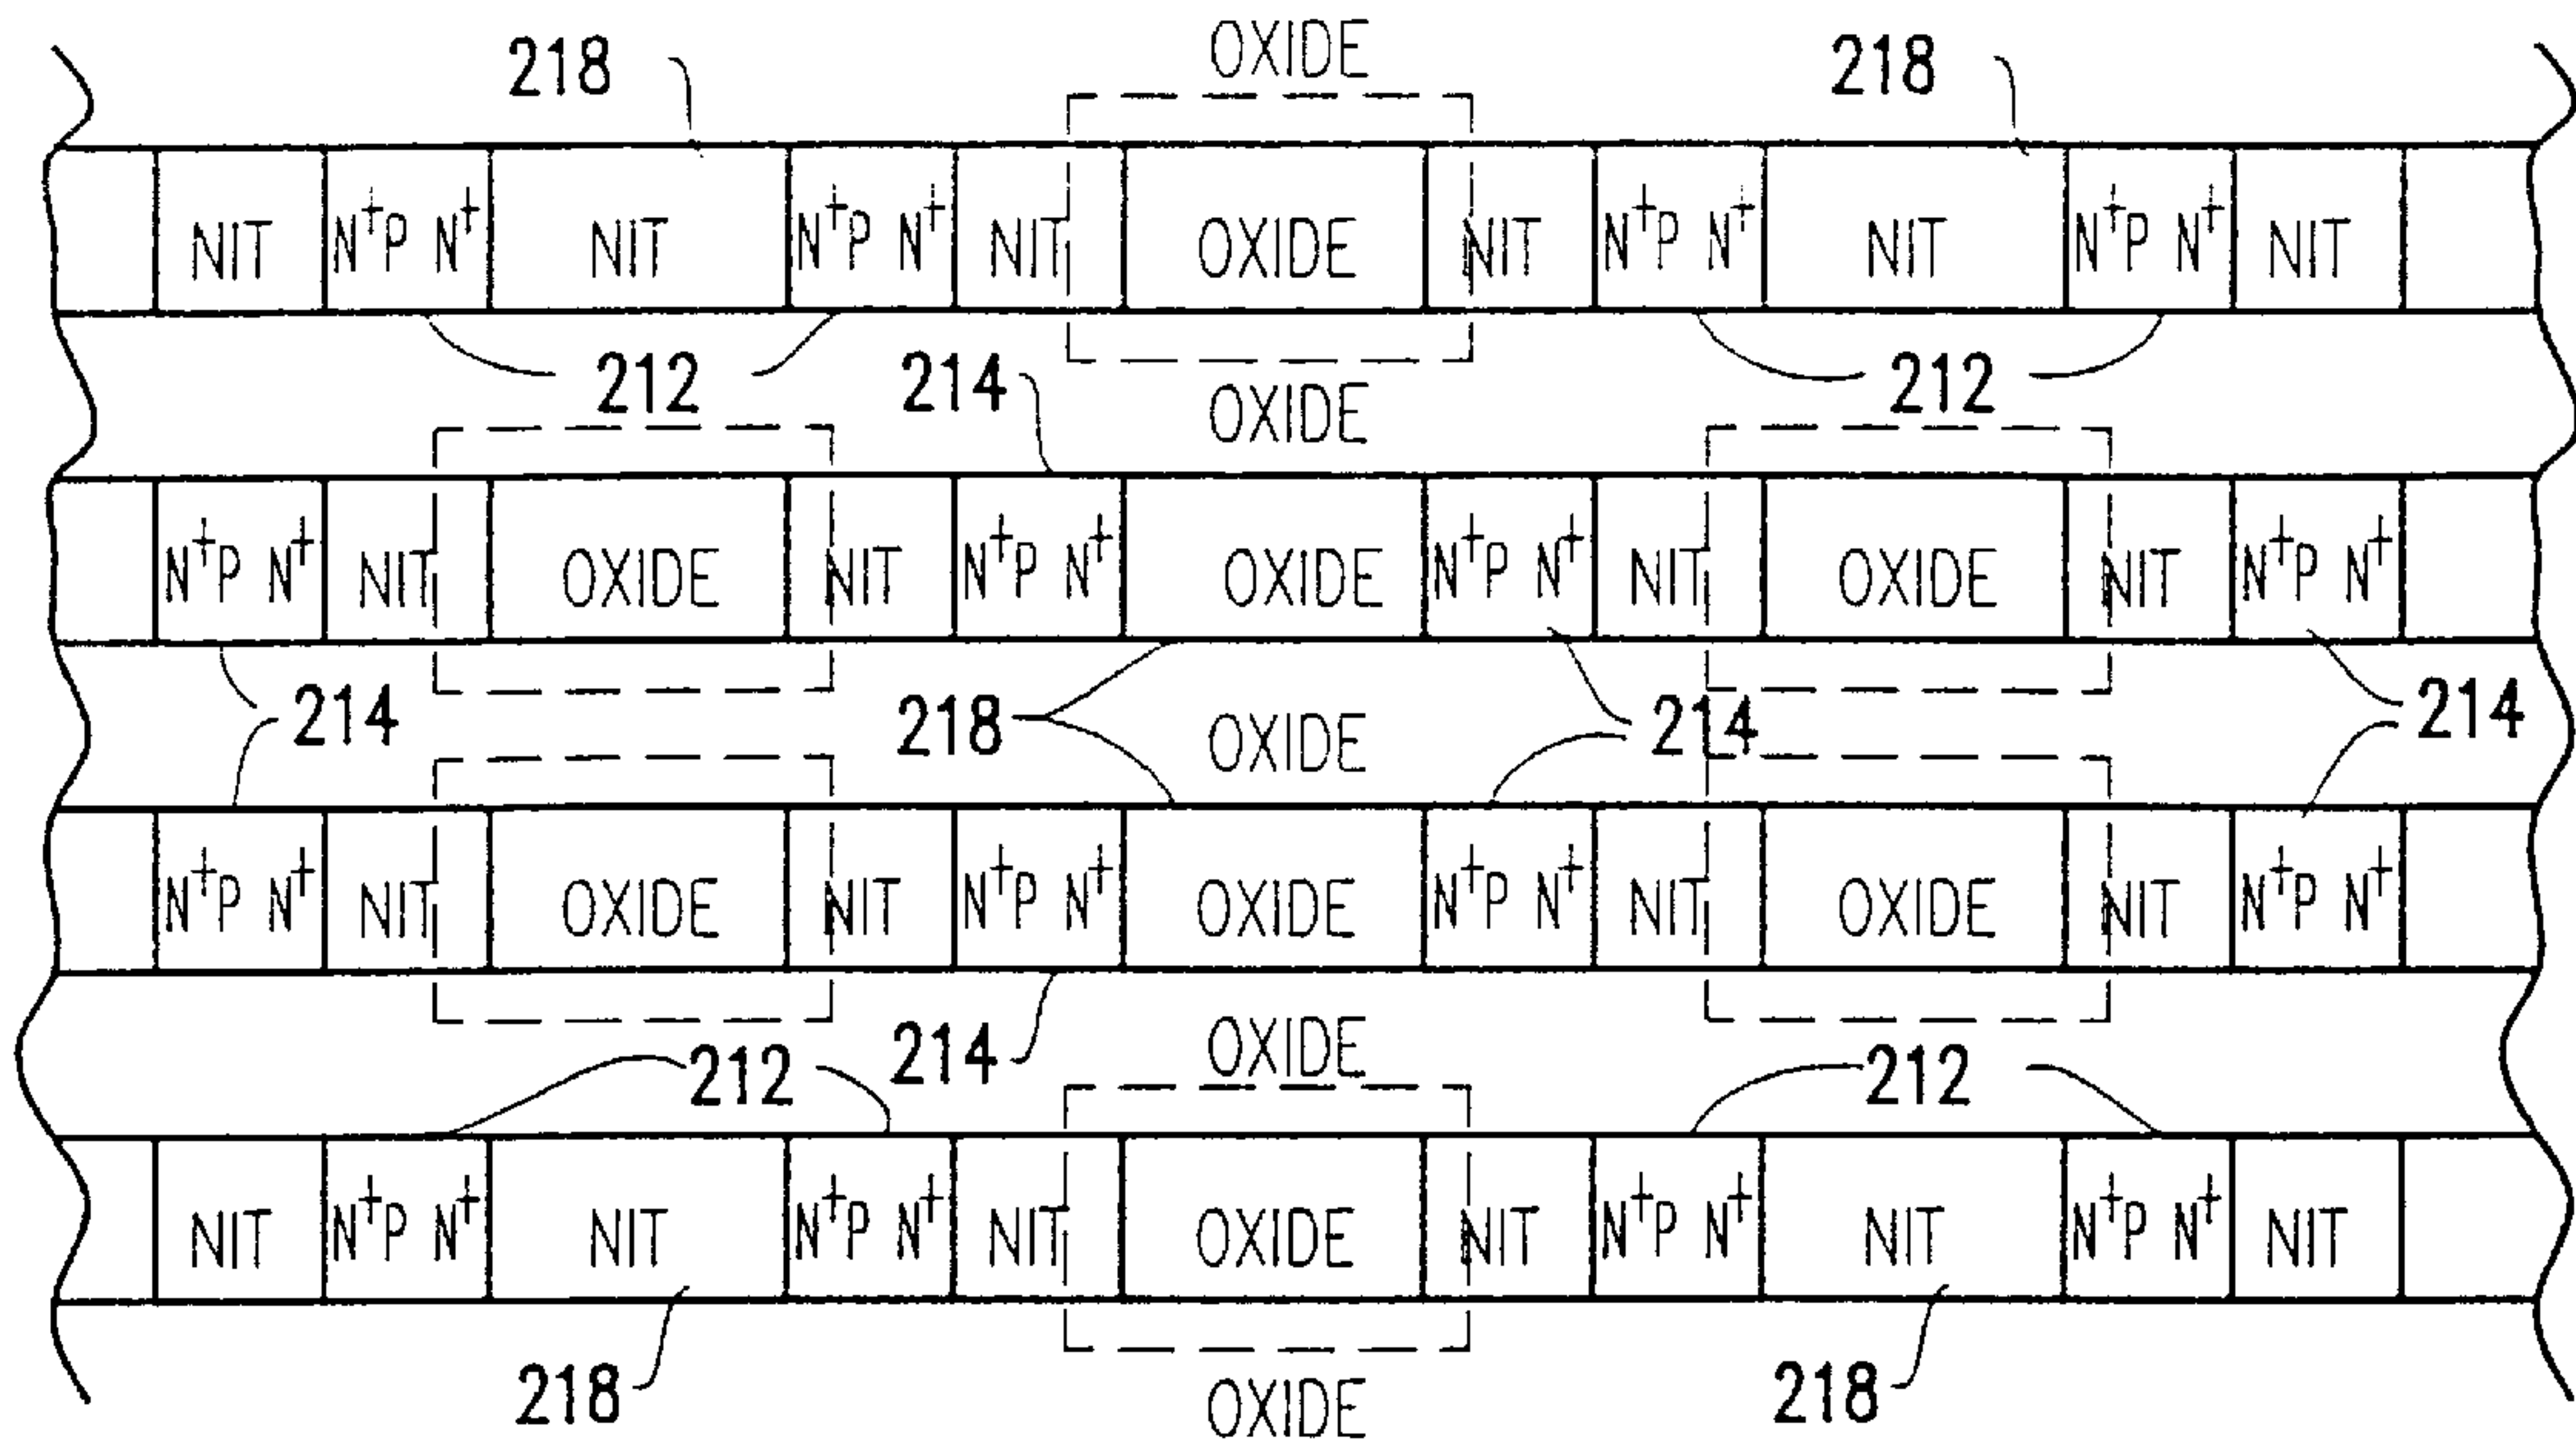 OXIDE
218 218
NIT N⁺P N⁺ NIT N⁺P N⁺ NIT OXIDE NIT N⁺P N⁺ NIT N⁺P N⁺ NIT
212 214 OXIDE 212
N⁺P N⁺ NIT OXIDE NIT N⁺P N⁺ OXIDE N⁺P N⁺ NIT OXIDE NIT N⁺P N⁺
214 218 OXIDE 214 214
N⁺P N⁺ NIT OXIDE NIT N⁺P N⁺ OXIDE N⁺P N⁺ NIT OXIDE NIT N⁺P N⁺
212 214 OXIDE 212
NIT N⁺P N⁺ NIT N⁺P N⁺ NIT OXIDE NIT N⁺P N⁺ NIT N⁺P N⁺ NIT
218 OXIDE 218